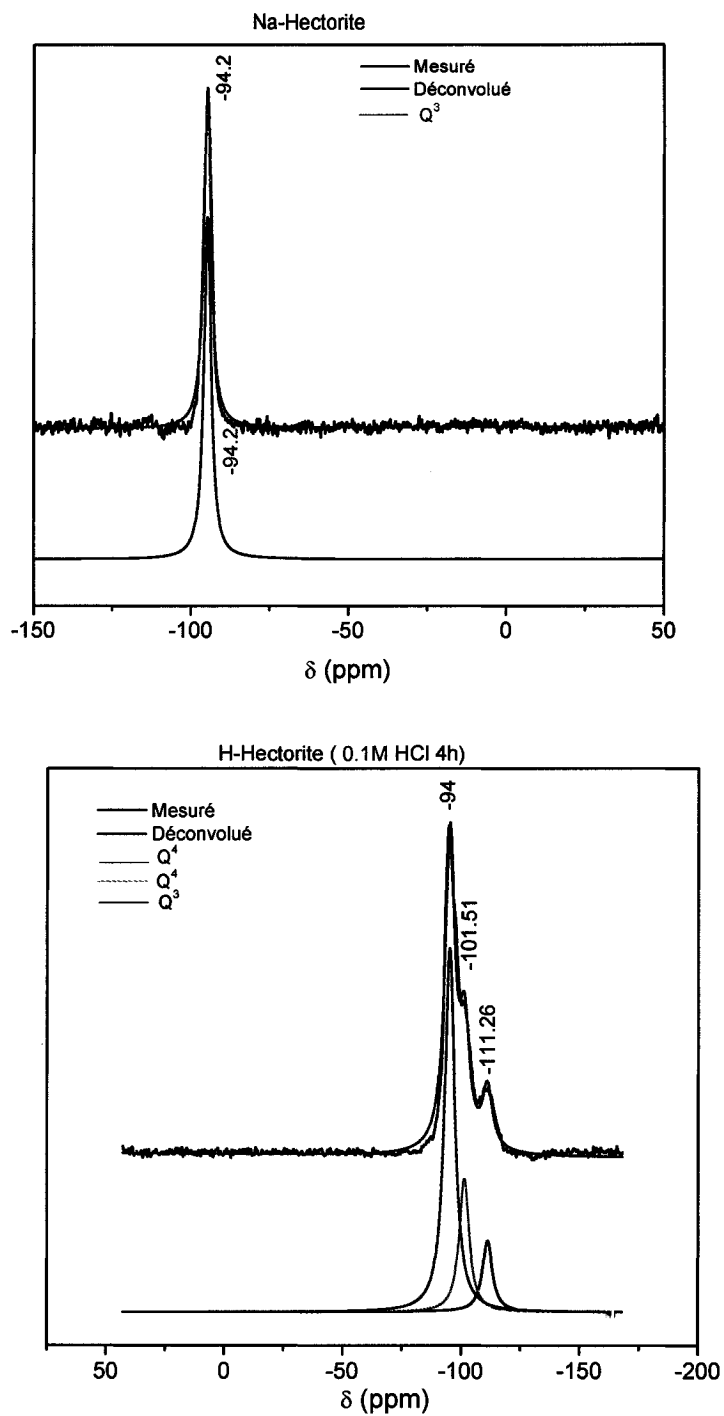 Na-Hectorite
-94.2
Mesuré
Déconvolué
Q³
-94.2
-150 -100 -50 0 50
δ (ppm)
H-Hectorite ( 0.1M HCl 4h)
-94
Mesuré
Déconvolué
Q⁴
Q⁴
Q³
-101.51
-111.26
50 0 -50 -100 -150 -200
δ (ppm)